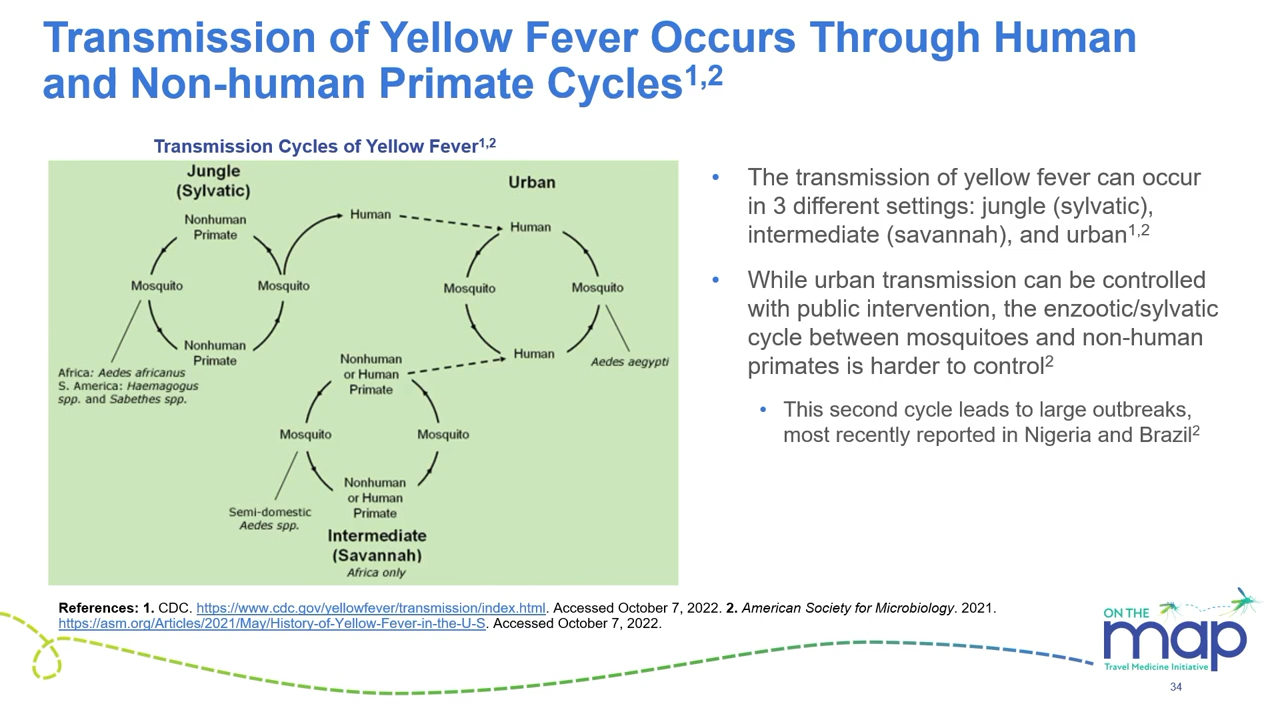 Transmission of Yellow Fever Occurs Through Human
and Non-human Primate Cycles1,2
Transmission Cycles of Yellow Fever1,2
Jungle
(Sylvatic)
Nonhuman
Primate
Mosquito
Mosquito
Nonhuman
Primate
Africa: Aedes africanus
S. America: Haemagogus
spp. and Sabethes spp.
Human
Urban
Human
Mosquito
Mosquito
Human
Aedes aegypti
Nonhuman
or Human
Primate
Mosquito
Mosquito
Nonhuman
or Human
Primate
Semi-domestic
Aedes spp.
Intermediate
(Savannah)
Africa only
• The transmission of yellow fever can occur
in 3 different settings: jungle (sylvatic),
intermediate (savannah), and urban1,2
• While urban transmission can be controlled
with public intervention, the enzootic/sylvatic
cycle between mosquitoes and non-human
primates is harder to control2
• This second cycle leads to large outbreaks,
most recently reported in Nigeria and Brazil2
References: 1. CDC. https://www.cdc.gov/yellowfever/transmission/index.html. Accessed October 7, 2022. 2. American Society for Microbiology. 2021.
https://asm.org/Articles/2021/May/History-of-Yellow-Fever-in-the-U-S. Accessed October 7, 2022.
ON THE
map
Travel Medicine Initiative
34